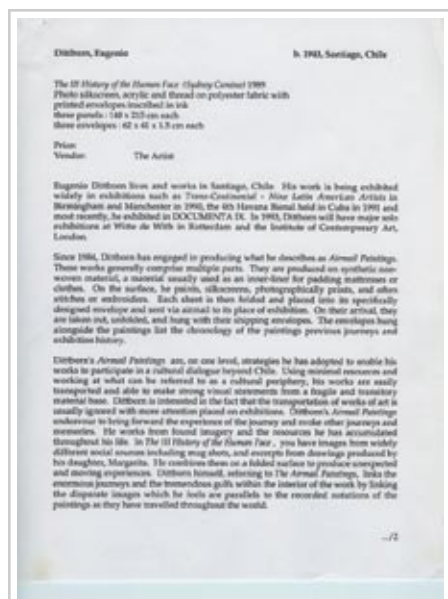 Dittborn, Eugenio b. 1943, Santiago, Chile
The III History of the Human Face (Sydney Camino) 1989
Photo silkscreen, acrylic and thread on polyester fabric with
printed envelopes inscribed in ink
three panels : 140 x 215 cm each
three envelopes : 62 x 41 x 1.5 cm each
Price:
Vendor: The Artist
Eugenio Dittborn lives and works in Santiago, Chile. His work is being exhibited
widely in exhibitions such as Trans-Continental - Nine Latin American Artists in
Birmingham and Manchester in 1990, the 4th Havana Bienal held in Cuba in 1991 and
most recently, he exhibited in DOCUMENTA IX. In 1993, Dittborn will have major solo
exhibitions at Witte de With in Rotterdam and the Institute of Contemporary Art,
London.
Since 1984, Dittborn has engaged in producing what he describes as Airmail Paintings.
These works generally comprise multiple parts. They are produced on synthetic non-
woven material, a material usually used as an inner-liner for padding mattresses or
clothes. On the surface, he paints, silkscreens, photographically prints, and often
stitches or embroiders. Each sheet is then folded and placed into its specifically
designed envelope and sent via airmail to its place of exhibition. On their arrival, they
are taken out, unfolded, and hung with their shipping envelopes. The envelopes hung
alongside the paintings list the chronology of the paintings previous journeys and
exhibition history.
Dittborn's Airmail Paintings are, on one level, strategies he has adopted to enable his
works to participate in a cultural dialogue beyond Chile. Using minimal resources and
working at what can be referred to as a cultural periphery, his works are easily
transported and able to make strong visual statements from a fragile and transitory
material base. Dittborn is interested in the fact that the transportation of works of art is
usually ignored with more attention placed on exhibitions. Dittborn's Airmail Paintings
endeavour to bring forward the experience of the journey and evoke other journeys and
memories. He works from found imagery and the resources he has accumulated
throughout his life. In The III History of the Human Face, you have images from widely
different social sources including mug shots, and excerpts from drawings produced by
his daughter, Margarita. He combines them on a folded surface to produce unexpected
and moving experiences. Dittborn himself, referring to The Airmail Paintings, links the
enormous journeys and the tremendous gulfs within the interior of the work by linking
the disparate images which he feels are parallels to the recorded notations of the
paintings as they have travelled throughout the world.
.../2